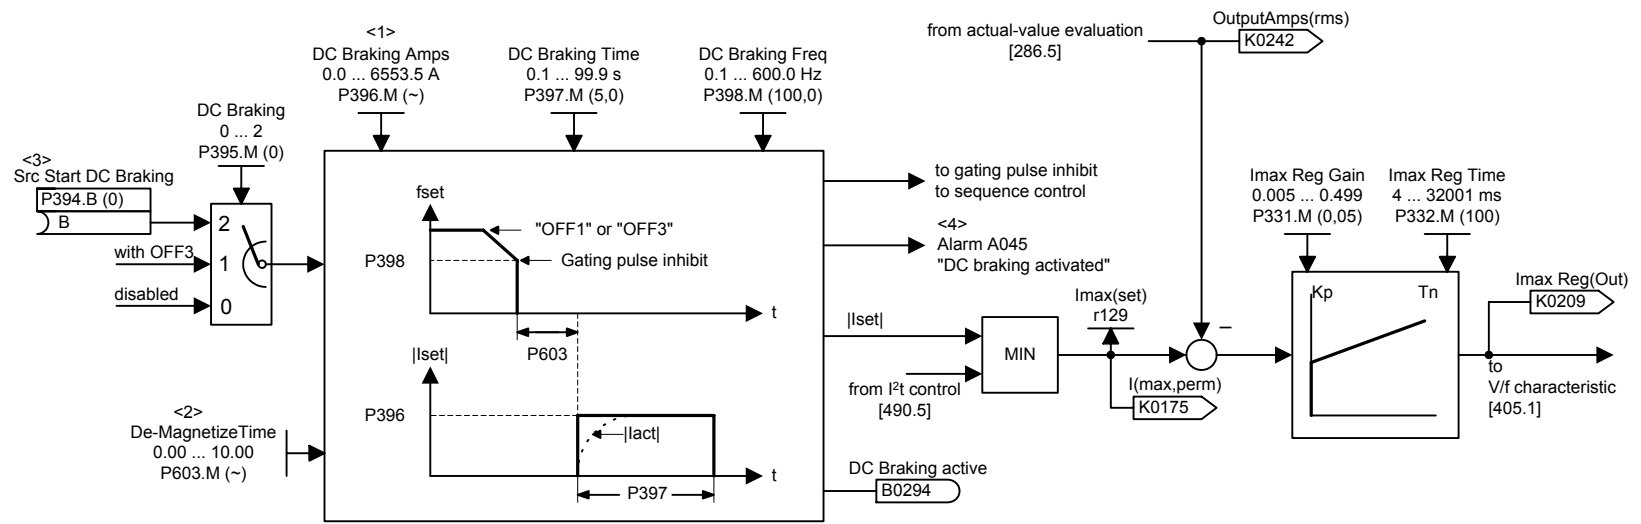 <1>
DC Braking Amps
0.0 ... 6553.5 A
P396.M (~)
DC Braking Time
0.1 ... 99.9 s
P397.M (5,0)
DC Braking Freq
0.1 ... 600.0 Hz
P398.M (100,0)
from actual-value evaluation
[286.5]
OutputAmps(rms)
K0242
DC Braking
0 ... 2
P395.M (0)
<3>
Src Start DC Braking
P394.B (0)
B
with OFF3
disabled
2
1
0
fset
"OFF1" or "OFF3"
P398
Gating pulse inhibit
t
P603
|Iset|
P396
|Iact|
t
P397
<2>
De-MagnetizeTime
0.00 ... 10.00
P603.M (~)
to gating pulse inhibit
to sequence control
<4>
Alarm A045
"DC braking activated"
|Iset|
from I²t control
[490.5]
MIN
Imax(set)
r129
I(max,perm)
K0175
–
DC Braking active
B0294
Imax Reg Gain
0.005 ... 0.499
P331.M (0,05)
Imax Reg Time
4 ... 32001 ms
P332.M (100)
Kp
Tn
Imax Reg(Out)
K0209
to
V/f characteristic
[405.1]